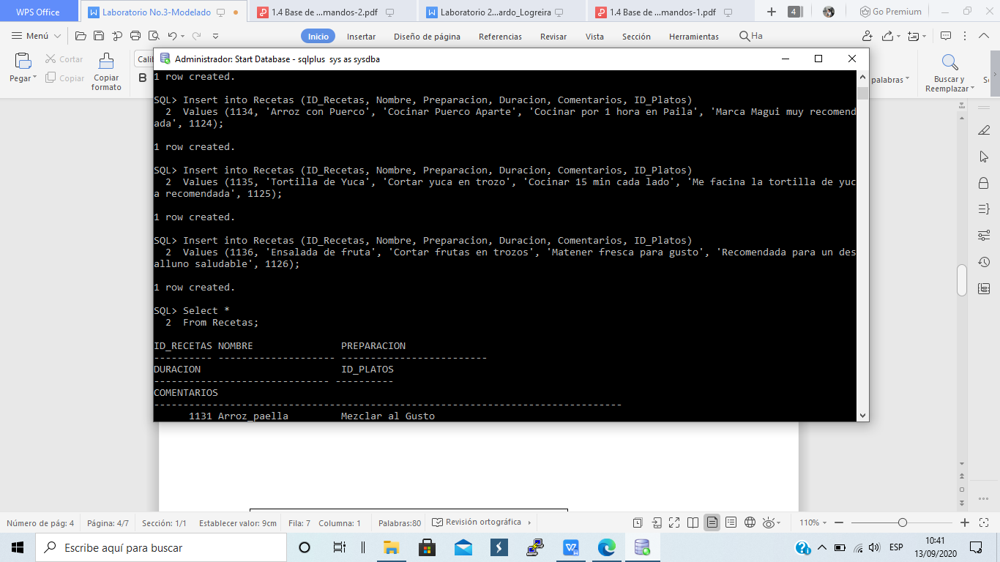 WPS Office
Laboratorio No.3-Modelado
1.4 Base de ...mandos-2.pdf
Laboratorio 2...ardo_Logreira
1.4 Base de ...mandos-1.pdf
4
Go Premium
Menú
Inicio
Insertar
Diseño de página
Referencias
Revisar
Vista
Sección
Herramientas
Ha
Pegar
Cortar
Copiar
Copiar
formato
Calib
B
palabras
Buscar y
Reemplazar
Administrador: Start Database - sqlplus  sys as sysdba
1 row created.
SQL> Insert into Recetas (ID_Recetas, Nombre, Preparacion, Duracion, Comentarios, ID_Platos)
  2  Values (1134, 'Arroz con Puerco', 'Cocinar Puerco Aparte', 'Cocinar por 1 hora en Paila', 'Marca Magui muy recomend
ada', 1124);
1 row created.
SQL> Insert into Recetas (ID_Recetas, Nombre, Preparacion, Duracion, Comentarios, ID_Platos)
  2  Values (1135, 'Tortilla de Yuca', 'Cortar yuca en trozo', 'Cocinar 15 min cada lado', 'Me facina la tortilla de yuc
a recomendada', 1125);
1 row created.
SQL> Insert into Recetas (ID_Recetas, Nombre, Preparacion, Duracion, Comentarios, ID_Platos)
  2  Values (1136, 'Ensalada de fruta', 'Cortar frutas en trozos', 'Matener fresca para gusto', 'Recomendada para un des
alluno saludable', 1126);
1 row created.
SQL> Select *
  2  From Recetas;
ID_RECETAS NOMBRE               PREPARACION
---------- -------------------- -------------------------
DURACION                        ID_PLATOS
------------------------------ ----------
COMENTARIOS
--------------------------------------------------------------------------------
      1131 Arroz_paella         Mezclar al Gusto
Número de pág: 4
Página: 4/7
Sección: 1/1
Establecer valor: 9cm
Fila: 7
Columna: 1
Palabras:80
Revisión ortográfica
110%
Escribe aquí para buscar
ESP
10:41
13/09/2020